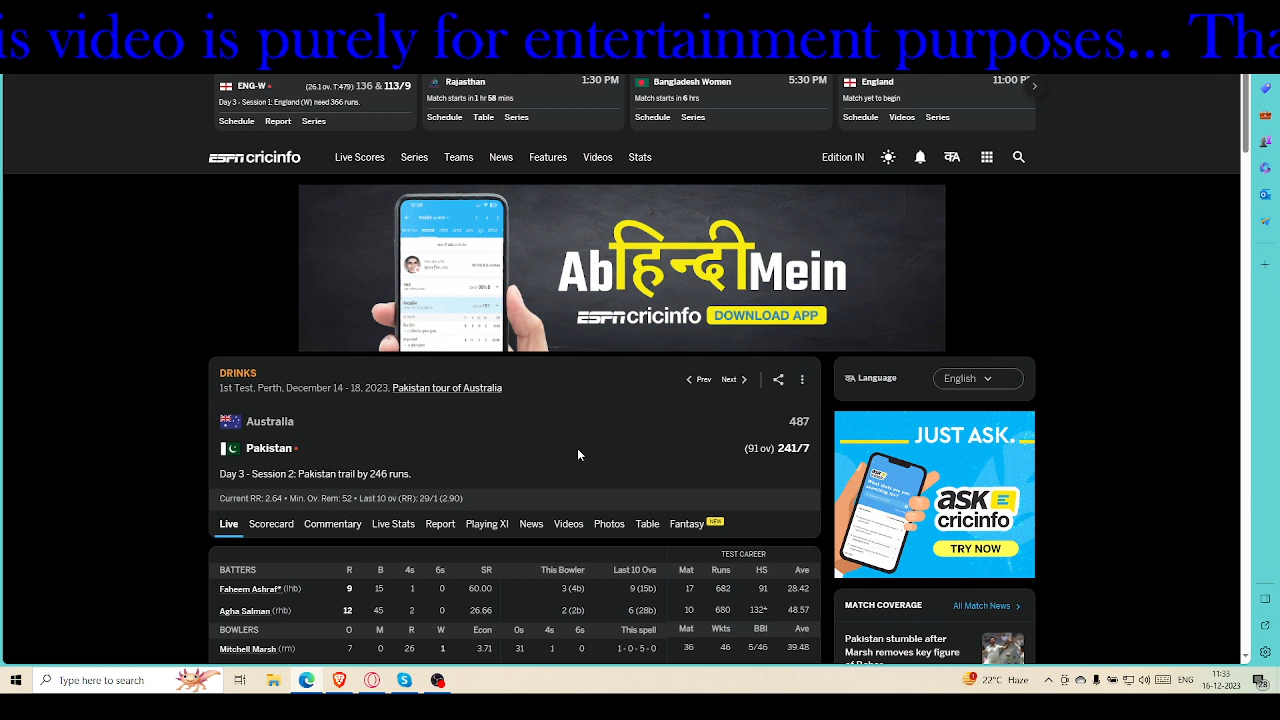 is video is purely for entertainment purposes... Tha
ENG-W (26.1 ov, T:479) 136 & 113/9
Day 3 - Session 1: England (W) need 366 runs.
Schedule Report Series
Rajasthan 1:30 PM
Match starts in 1 hr 58 mins
Schedule Table Series
Bangladesh Women 5:30 PM
Match starts in 6 hrs
Schedule Series
England 11:00 PM
Match yet to begin
Schedule Videos Series
ESPN cricinfo Live Scores Series Teams News Features Videos Stats Edition IN कA
Ab हिन्दी Mein
ESPN cricinfo DOWNLOAD APP
DRINKS
1st Test, Perth, December 14 - 18, 2023, Pakistan tour of Australia
Prev Next
Australia 487
Pakistan (91 ov) 241/7
Day 3 - Session 2: Pakistan trail by 246 runs.
Current RR: 2.64 • Min. Ov. Rem: 52 • Last 10 ov (RR): 29/1 (2.90)
Live Scorecard Commentary Live Stats Report Playing XI News Videos Photos Table Fantasy NEW
TEST CAREER
BATTERS R B 4s 6s SR This Bowler Last 10 Ovs Mat Runs HS Ave
Faheem Ashraf* (lhb) 9 15 1 0 60.00 3 (4b) 9 (15b) 17 682 91 28.42
Agha Salman (rhb) 12 45 2 0 26.66 2 (2b) 6 (28b) 10 680 132* 48.57
BOWLERS O M R W Econ 0s 4s 6s This spell Mat Wkts BBI Ave
Mitchell Marsh (rm) 7 0 26 1 3.71 31 1 0 1 - 0 - 5 - 0 36 46 5/46 39.48
कA Language English
JUST ASK.
ask
cricinfo
TRY NOW
MATCH COVERAGE All Match News
Pakistan stumble after
Marsh removes key figure
of Babar
Type here to search
22°C Haze ENG 11:33
16-12-2023